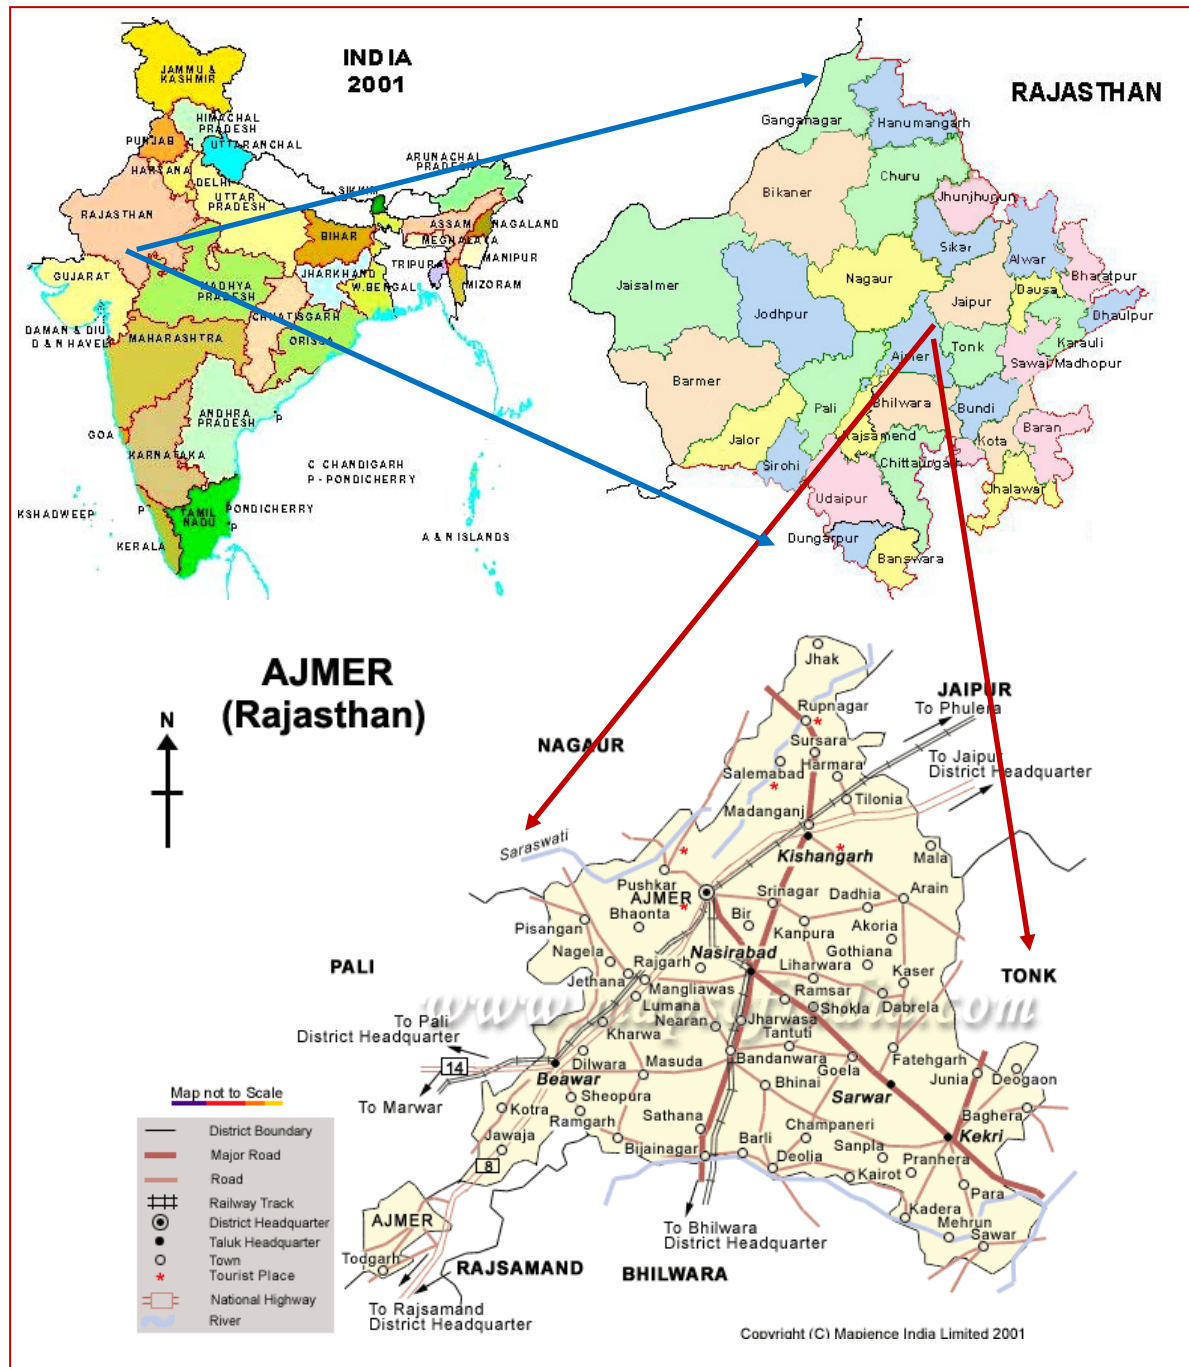 INDIA
2001
JAMMU &
KASHMIR
HIMACHAL
PRADESH
PUNJAB
C
UTTARANCHAL
HARYANA
DELHI
UTTAR
PRADESH
RAJASTHAN
SIKKIM
ARUNACHAL
PRADESH
ASSAM
NAGALAND
MEGHALAYA
MANIPUR
TRIPURA
MIZORAM
BIHAR
JHARKHAND
W.BENGAL
GUJARAT
MADHYA
PRADESH
CHHATISGARH
ORISSA
DAMAN & DIU
D & N HAVELI
MAHARASHTRA
ANDHRA
PRADESH
P
GOA
KARNATAKA
C CHANDIGARH
P - PONDICHERRY
KSHADWEEP
P
TAMIL
NADU
PONDICHERRY
P
KERALA
A & N ISLANDS
RAJASTHAN
Ganganagar
Hanumangarh
Bikaner
Churu
Jhunjhunun
Sikar
Alwar
Bharatpur
Jaisalmer
Nagaur
Jaipur
Dausa
Dhaulpur
Jodhpur
Ajmer
Tonk
Karauli
Sawai Madhopur
Barmer
Pali
Bhilwara
Bundi
Baran
Jalor
Rajsamend
Kota
Sirohi
Chittaurgarh
Jhalawar
Udaipur
Dungarpur
Banswara
AJMER
(Rajasthan)
N
NAGAUR
JAIPUR
To Phulera
To Jaipur
District Headquarter
Jhak
Rupnagar
Sursara
Salemabad
Harmara
Tilonia
Madanganj
Saraswati
Kishangarh
Mala
Pushkar
AJMER
Srinagar
Dadhia
Arain
Bhaonta
Bir
Kanpura
Akoria
Pisangan
Gothiana
Nagela
Nasirabad
Rajgarh
Liharwara
Kaser
PALI
TONK
Jethana
Mangliawas
Ramsar
www.mapsofindia.com
Lumana
Shokla
Dabrela
Nearan
Jharwasa
Kharwa
Tantuti
To Pali
District Headquarter
14
Dilwara
Masuda
Bandanwara
Goela
Fatehgarh
Beawar
Junia
Deogaon
Bhinai
Sarwar
To Marwar
Sheopura
Kotra
Baghera
Ramgarh
Sathana
Champaneri
Kekri
Jawaja
Bijainagar
Barli
Sanpla
8
Deolia
Pranhera
Kairot
Para
Kadera
Mehrun
Sawar
AJMER
Todgarh
To Bhilwara
District Headquarter
RAJSAMAND
BHILWARA
To Rajsamand
District Headquarter
Map not to Scale
District Boundary
Major Road
Road
Railway Track
District Headquarter
Taluk Headquarter
Town
Tourist Place
National Highway
River
Copyright (C) Mapience India Limited 2001